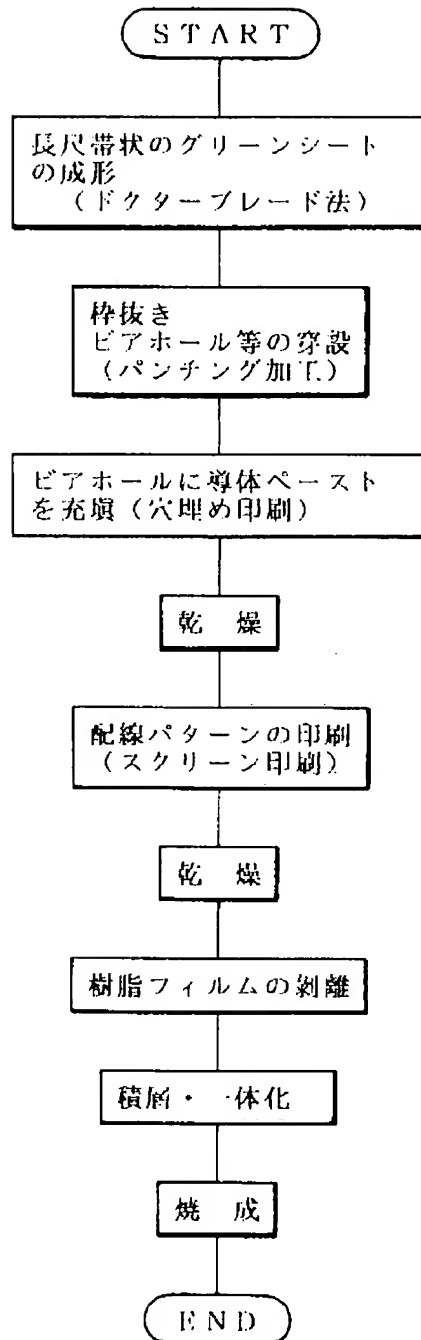 START
長尺帯状のグリーンシート
の成形
(ドクターブレード法)
枠抜き
ビアホール等の穿設
(パンチング加工)
ビアホールに導体ペースト
を充塡(穴埋め印刷)
乾 燥
配線パターンの印刷
(スクリーン印刷)
乾 燥
樹脂フィルムの剥離
積層・一体化
焼 成
END